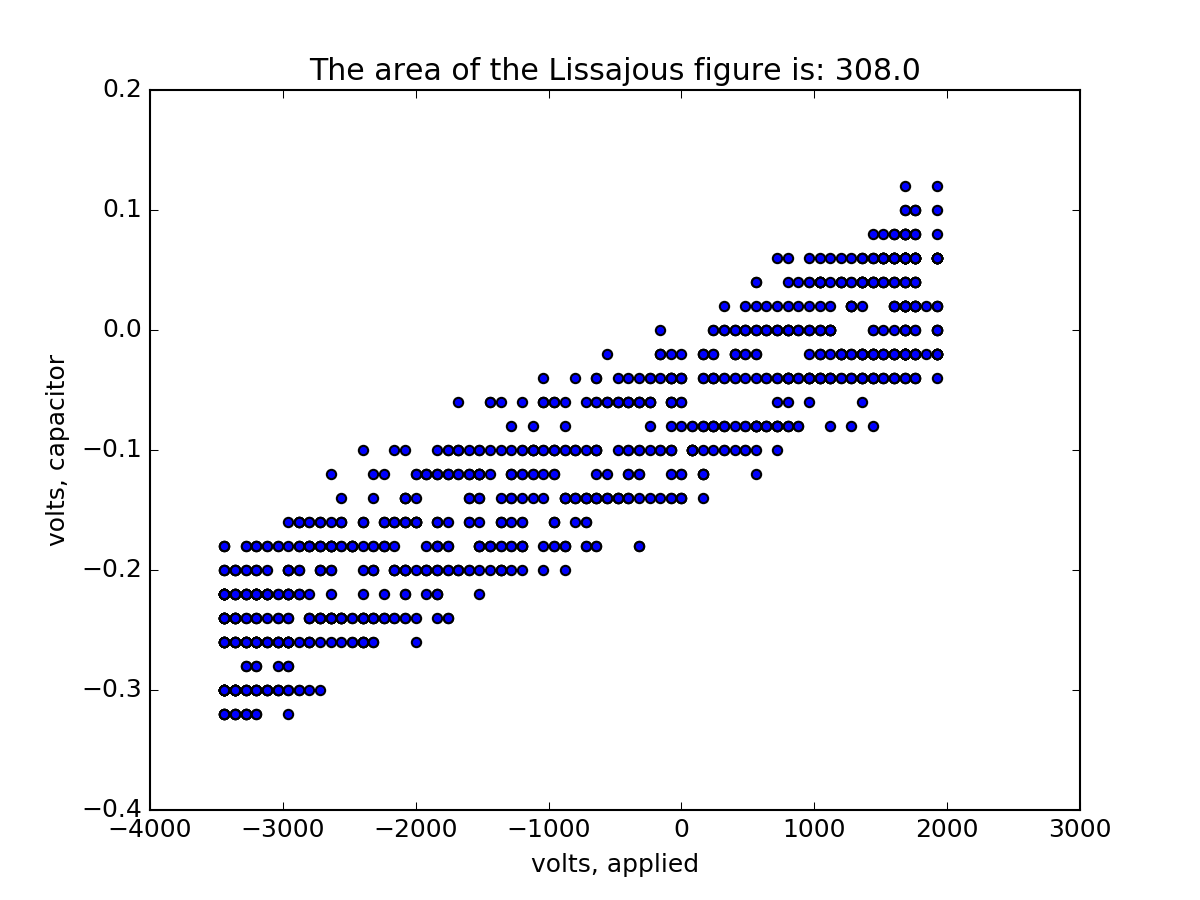 The area of the Lissajous figure is: 308.0
0.2
0.1
0.0
−0.1
−0.2
−0.3
−0.4
volts, capacitor
−4000 −3000 −2000 −1000 0 1000 2000 3000
volts, applied